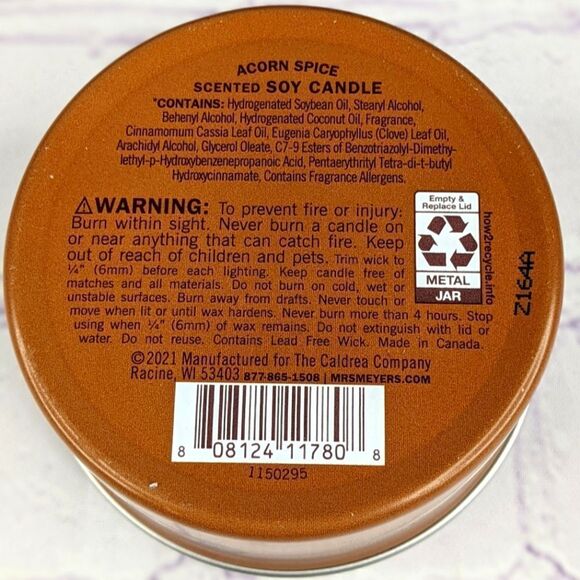 ACORN SPICE
SCENTED SOY CANDLE
*CONTAINS: Hydrogenated Soybean Oil, Stearyl Alcohol,
Behenyl Alcohol, Hydrogenated Coconut Oil, Fragrance,
Cinnamomum Cassia Leaf Oil, Eugenia Caryophyllus (Clove) Leaf Oil,
Arachidyl Alcohol, Glycerol Oleate, C7-9 Esters of Benzotriazolyl-Dimethy-
lethyl-p-Hydroxybenzenepropanoic Acid, Pentaerythrityl Tetra-di-t-butyl
Hydroxycinnamate, Contains Fragrance Allergens.
⚠WARNING: To prevent fire or injury:
Burn within sight. Never burn a candle on
or near anything that can catch fire. Keep
out of reach of children and pets. Trim wick to
¼" (6mm) before each lighting. Keep candle free of
matches and all materials. Do not burn on cold, wet or
unstable surfaces. Burn away from drafts. Never touch or
move when lit or until wax hardens. Never burn more than 4 hours. Stop
using when ¼" (6mm) of wax remains. Do not extinguish with lid or
water. Do not reuse. Contains Lead Free Wick. Made in Canada.
©2021 Manufactured for The Caldrea Company
Racine, WI 53403 877-865-1508 | MRSMEYERS.COM
8 08124 11780 8
1150295
Empty &
Replace Lid
METAL
JAR
how2recycle.info
Z164A